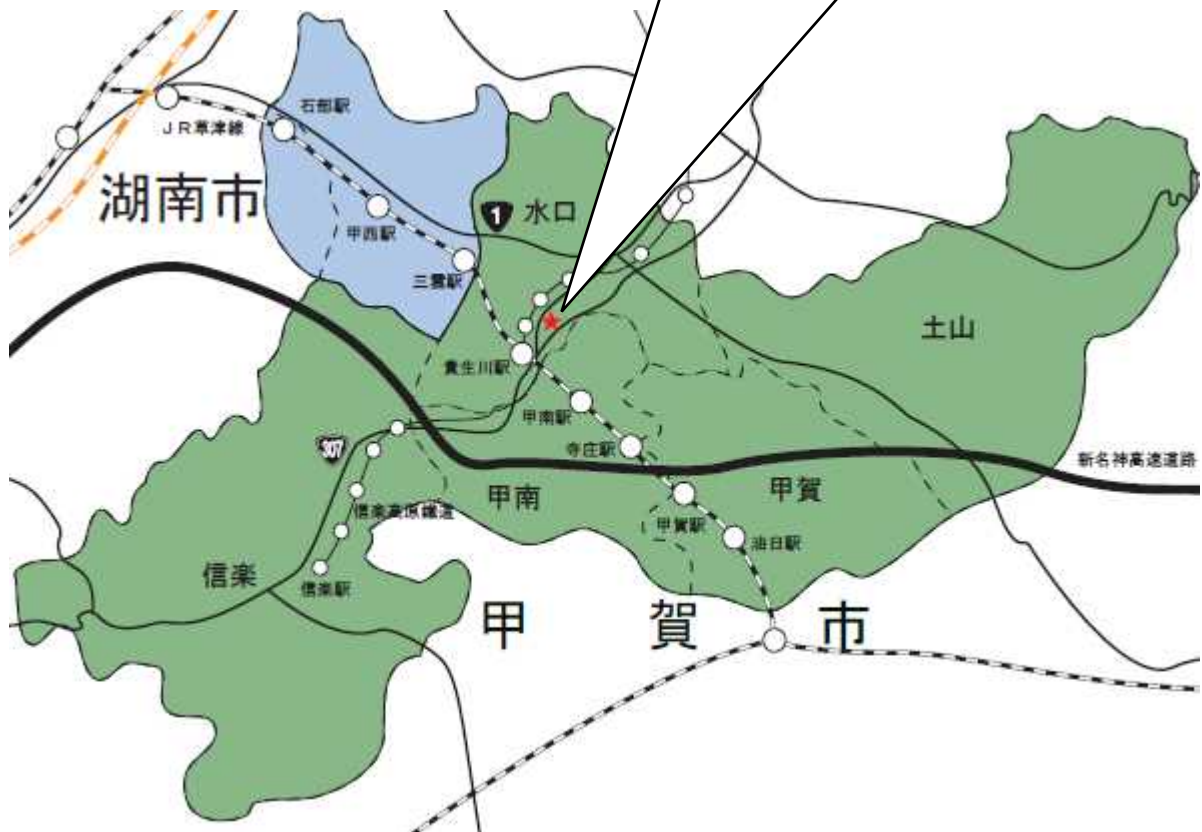 石部駅
JR草津線
湖南市
1
水口
甲西駅
三雲駅
土山
貴生川駅
甲南駅
307
寺庄駅
新名神高速道路
甲南
甲賀
信楽高原鐵道
甲賀駅
油日駅
信楽
信楽駅
甲賀市